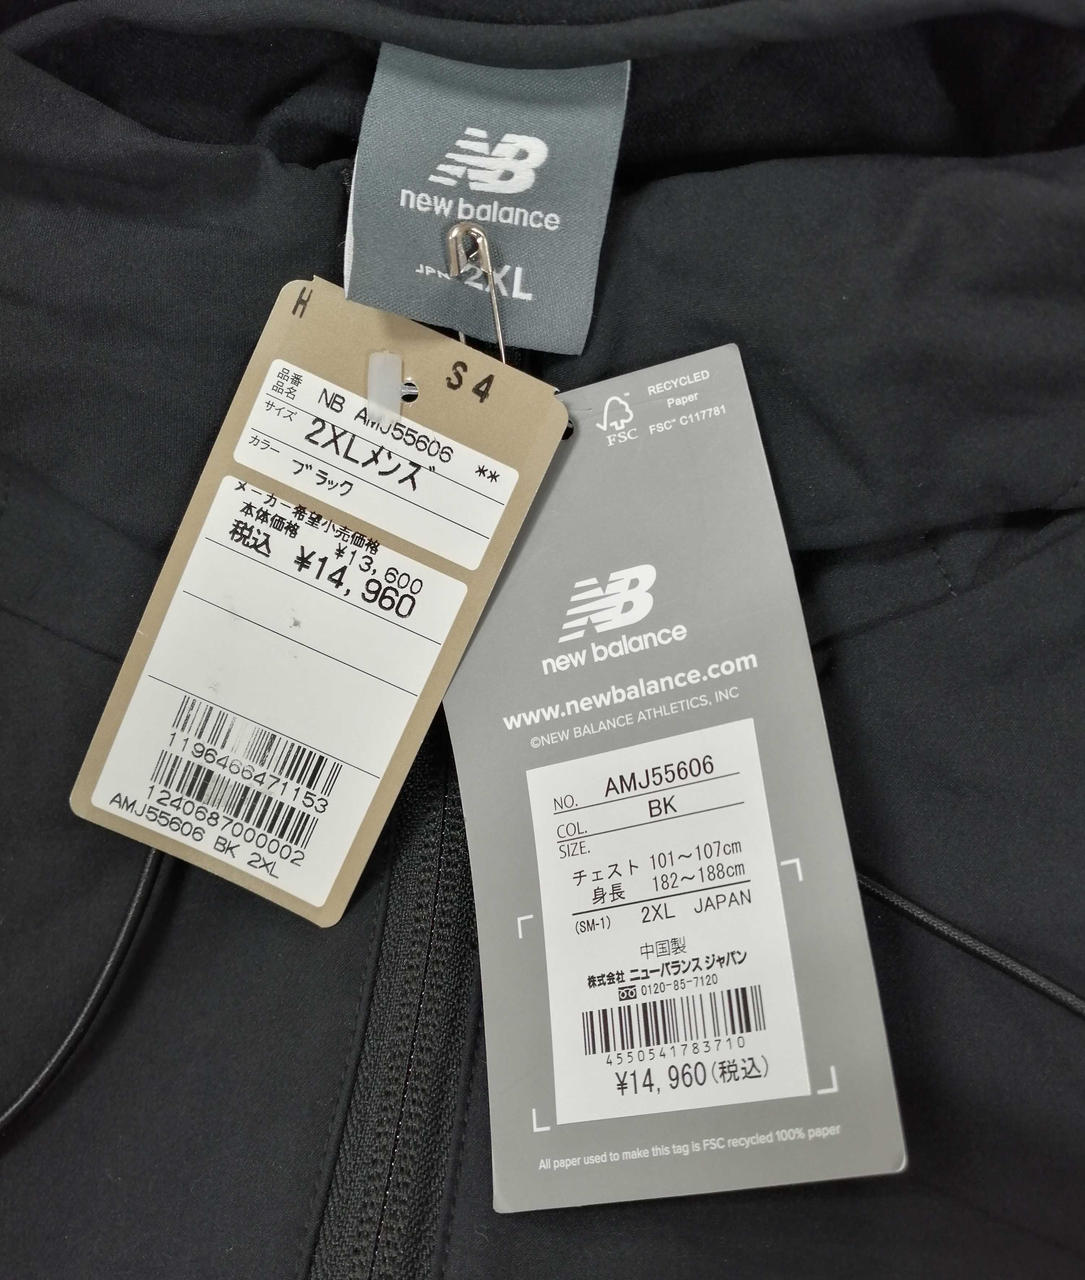 NB
new balance
JPN 2XL
H
S4
品番
品名
NB AMJ55606
**
サイズ
2XLメンズ
カラー
ブラック
メーカー希望小売価格
本体価格 ¥13,600
税込 ¥14,960
1196466471153
1240687000002
AMJ55606 BK 2XL
RECYCLED
Paper
FSC
FSC® C117781
NB
new balance
www.newbalance.com
©NEW BALANCE ATHLETICS, INC
NO. AMJ55606
COL. BK
SIZE.
チェスト 101～107cm
身長 182～188cm
(SM-1) 2XL JAPAN
中国製
株式会社 ニューバランス ジャパン
0120-85-7120
4550541783710
¥14,960(税込)
All paper used to make this tag is FSC recycled 100% paper